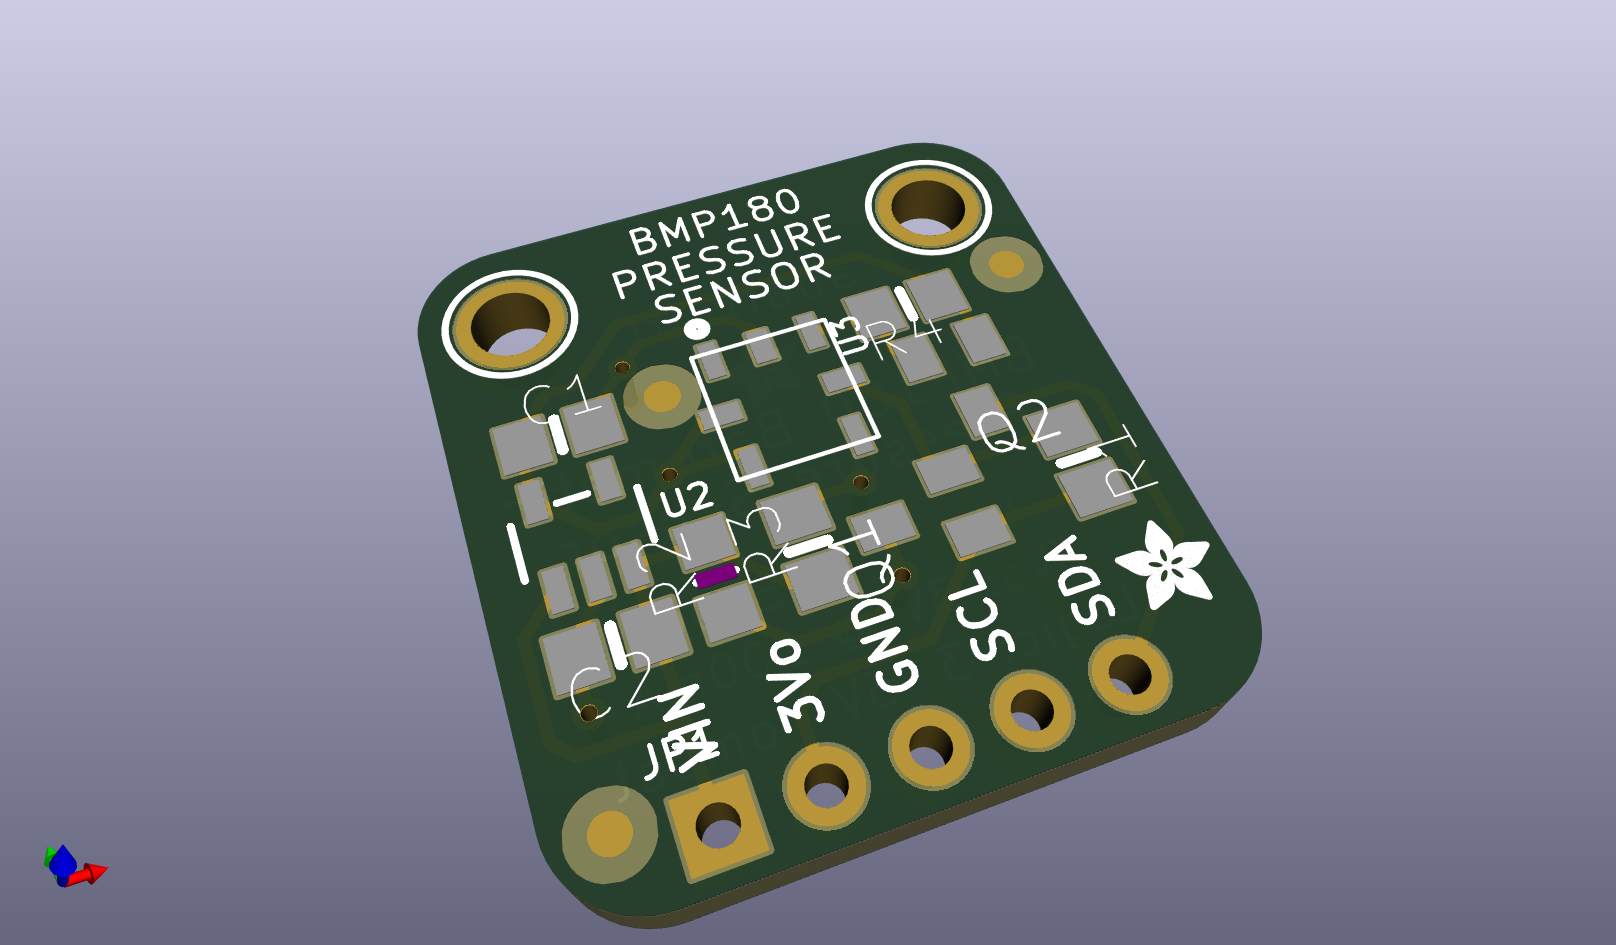 BMP180
PRESSURE
SENSOR
U3
R4
C1
Q2
R1
U2
R2
R3
Q1
C2
VIN
3Vo
GND
SCL
SDA